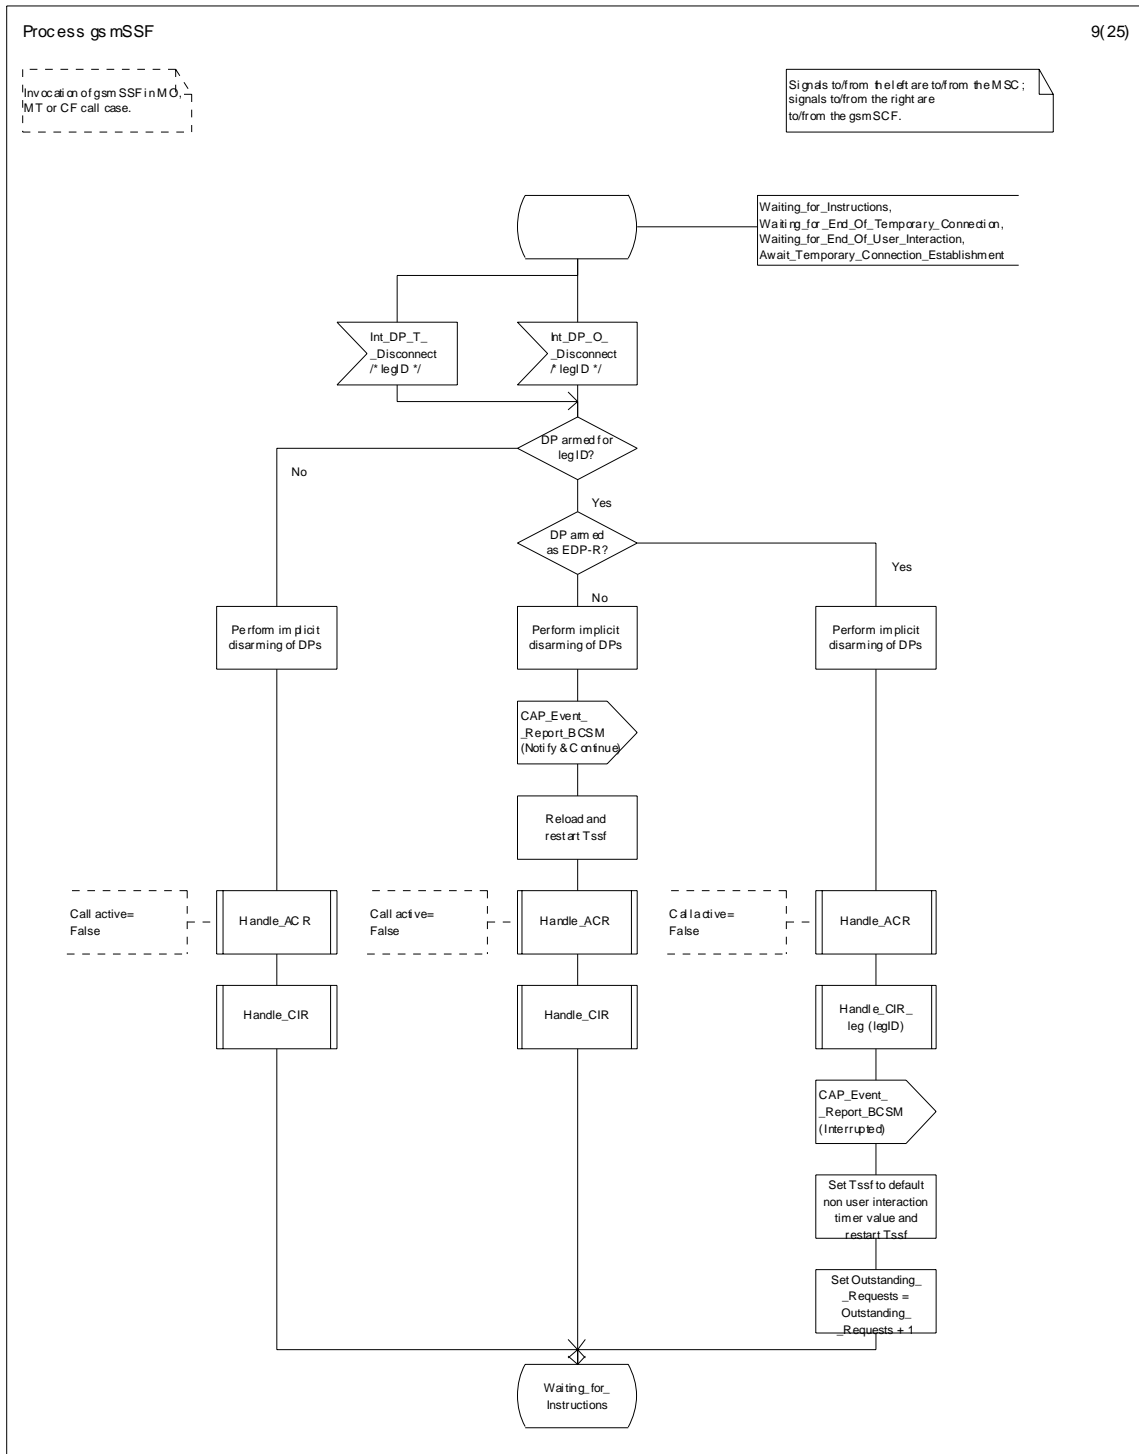 Process gsmSSF
9(25)
Invocation of gsmSSF in MO,
MT or CF call case.
Signals to/from the left are to/from the MSC;
signals to/from the right are
to/from the gsmSCF.
Waiting_for_Instructions,
Waiting_for_End_Of_Temporary_Connection,
Waiting_for_End_Of_User_Interaction,
Await_Temporary_Connection_Establishment
Int_DP_T_
_Disconnect
/* legID */
Int_DP_O_
_Disconnect
/* legID */
DP armed for
legID?
No
Yes
DP armed
as EDP-R?
Yes
No
Perform implicit
disarming of DPs
Perform implicit
disarming of DPs
Perform implicit
disarming of DPs
CAP_Event_
_Report_BCSM
(Notify & Continue)
Reload and
restart Tssf
Call active=
False
Handle_ACR
Call active=
False
Handle_ACR
Call active=
False
Handle_ACR
Handle_CIR
Handle_CIR
Handle_CIR_
leg (legID)
CAP_Event_
_Report_BCSM
(Interrupted)
Set Tssf to default
non user interaction
timer value and
restart Tssf
Set Outstanding_
_Requests =
Outstanding_
_Requests + 1
Waiting_for_
Instructions